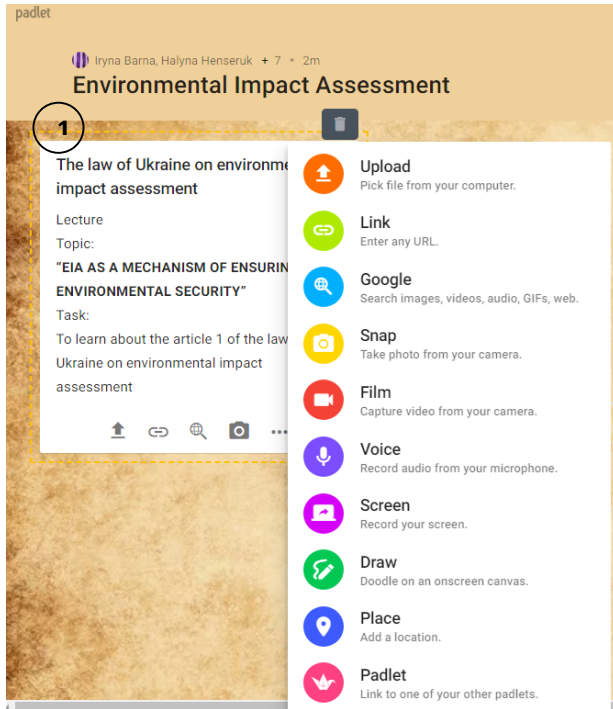 padlet
Iryna Barna, Halyna Henseruk + 7 • 2m
Environmental Impact Assessment
1
The law of Ukraine on environme
impact assessment
Lecture
Topic:
“EIA AS A MECHANISM OF ENSURIN
ENVIRONMENTAL SECURITY”
Task:
To learn about the article 1 of the law
Ukraine on environmental impact
assessment
Upload
Pick file from your computer.
Link
Enter any URL.
Google
Search images, videos, audio, GIFs, web.
Snap
Take photo from your camera.
Film
Capture video from your camera.
Voice
Record audio from your microphone.
Screen
Record your screen.
Draw
Doodle on an onscreen canvas.
Place
Add a location.
Padlet
Link to one of your other padlets.